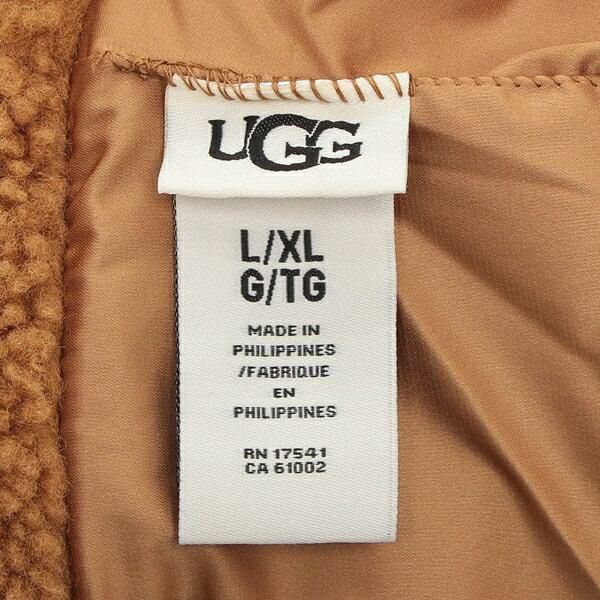 UGG
L/XL
G/TG
MADE IN
PHILIPPINES
/FABRIQUE
EN
PHILIPPINES
RN 17541
CA 61002